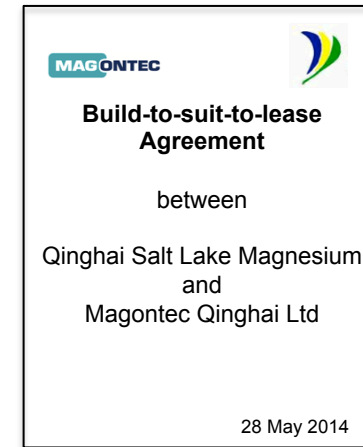 MAGONTEC
Build-to-suit-to-lease
Agreement
between
Qinghai Salt Lake Magnesium
and
Magontec Qinghai Ltd
28 May 2014